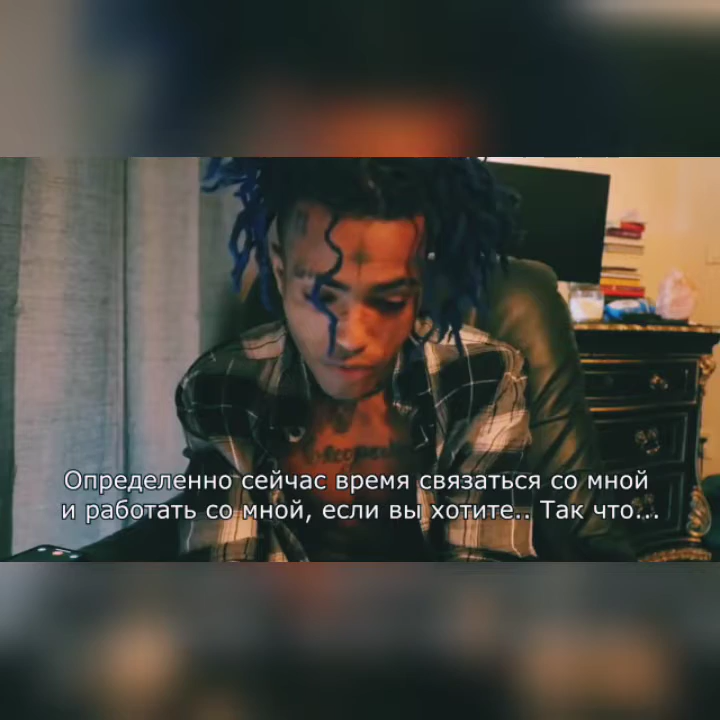 Определенно сейчас время связаться со мной
и работать со мной, если вы хотите.. Так что...